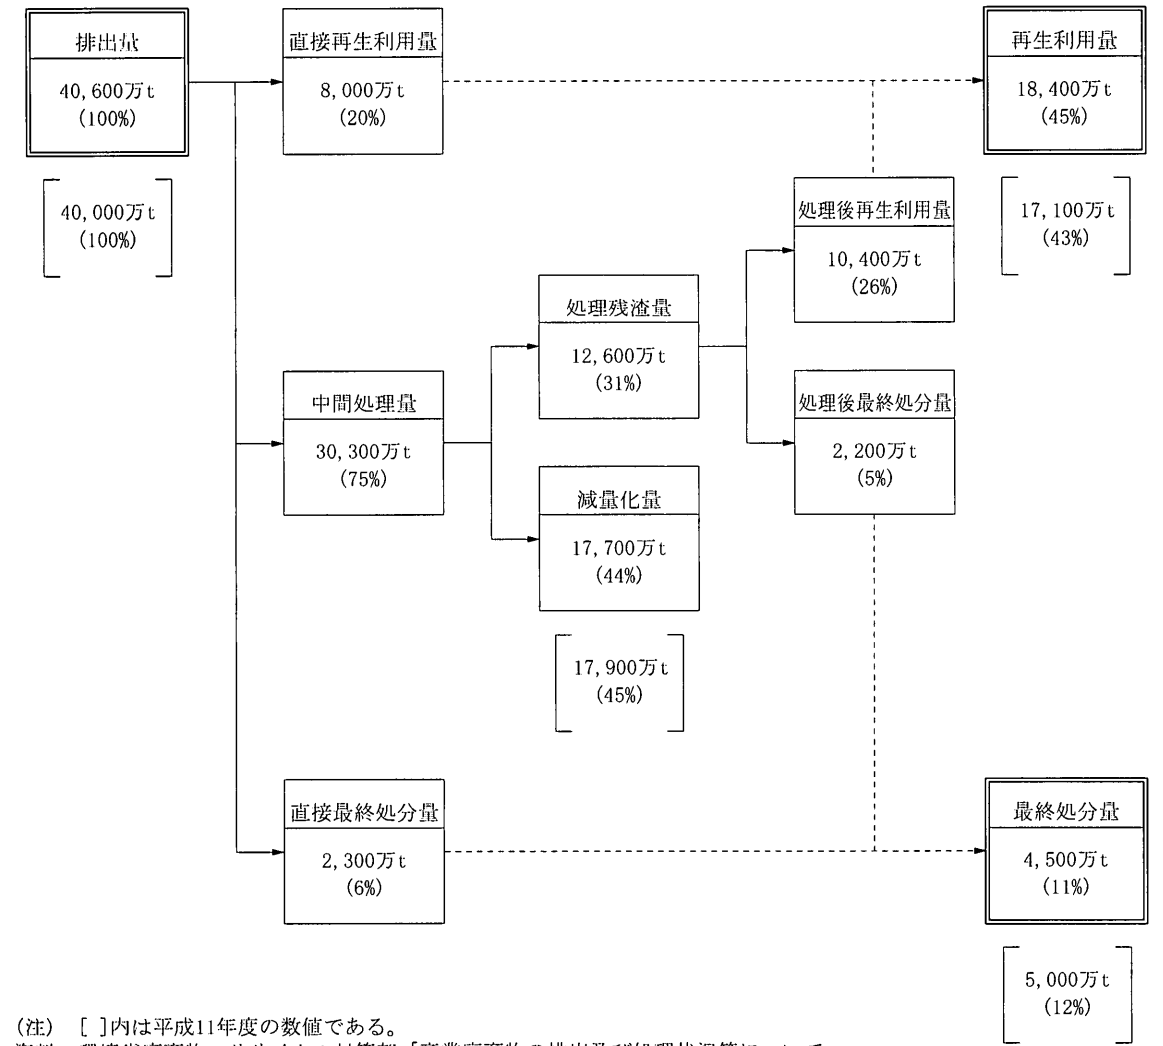 排出量
40,600万t
(100%)
[40,000万t
(100%)]
直接再生利用量
8,000万t
(20%)
再生利用量
18,400万t
(45%)
[17,100万t
(43%)]
処理後再生利用量
10,400万t
(26%)
処理残渣量
12,600万t
(31%)
中間処理量
30,300万t
(75%)
処理後最終処分量
2,200万t
(5%)
減量化量
17,700万t
(44%)
[17,900万t
(45%)]
直接最終処分量
2,300万t
(6%)
最終処分量
4,500万t
(11%)
[5,000万t
(12%)]
(注) [ ]内は平成11年度の数値である。